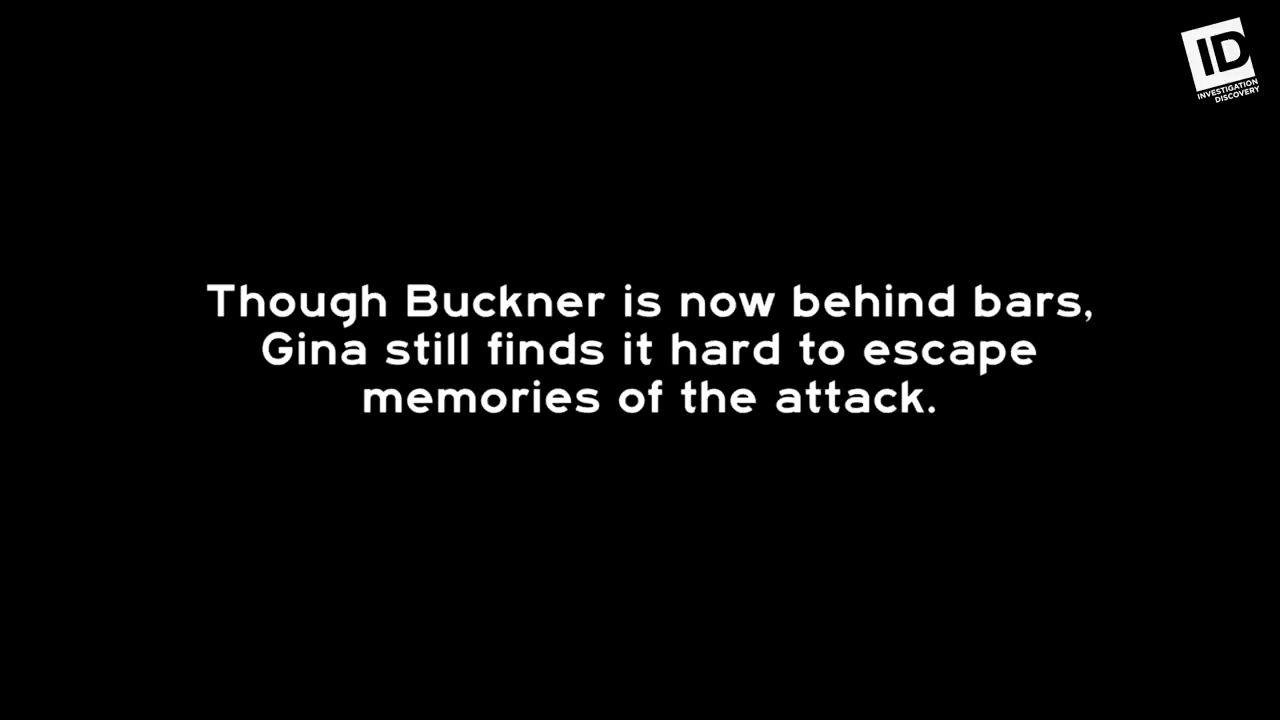 ID
INVESTIGATION
DISCOVERY
Though Buckner is now behind bars,
Gina still finds it hard to escape
memories of the attack.